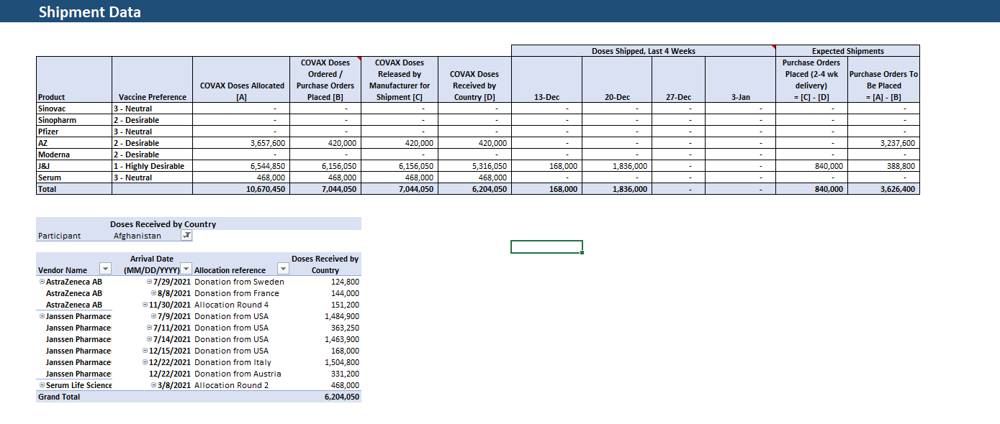 Shipment Data
Doses Shipped, Last 4 Weeks Expected Shipments
Product Vaccine Preference COVAX Doses Allocated [A] COVAX Doses Ordered / Purchase Orders Placed [B] COVAX Doses Released by Manufacturer for Shipment [C] COVAX Doses Received by Country [D] 13-Dec 20-Dec 27-Dec 3-Jan Purchase Orders Placed (2-4 wk delivery) = [C] - [D] Purchase Orders To Be Placed = [A] - [B]
Sinovac 3 - Neutral - - - - - - - - - -
Sinopharm 2 - Desirable - - - - - - - - - -
Pfizer 3 - Neutral - - - - - - - - - -
AZ 2 - Desirable 3,657,600 420,000 420,000 420,000 - - - - - 3,237,600
Moderna 2 - Desirable - - - - - - - - - -
J&J 1 - Highly Desirable 6,544,850 6,156,050 6,156,050 5,316,050 168,000 1,836,000 - - 840,000 388,800
Serum 3 - Neutral 468,000 468,000 468,000 468,000 - - - - - -
Total 10,670,450 7,044,050 7,044,050 6,204,050 168,000 1,836,000 - - 840,000 3,626,400
Doses Received by Country
Participant Afghanistan
Vendor Name Arrival Date (MM/DD/YYYY) Allocation reference Doses Received by Country
AstraZeneca AB 7/29/2021 Donation from Sweden 124,800
AstraZeneca AB 8/8/2021 Donation from France 144,000
AstraZeneca AB 11/30/2021 Allocation Round 4 151,200
Janssen Pharmace 7/9/2021 Donation from USA 1,484,900
Janssen Pharmace 7/11/2021 Donation from USA 363,250
Janssen Pharmace 7/14/2021 Donation from USA 1,463,900
Janssen Pharmace 12/15/2021 Donation from USA 168,000
Janssen Pharmace 12/22/2021 Donation from Italy 1,504,800
Janssen Pharmace 12/22/2021 Donation from Austria 331,200
Serum Life Science 3/8/2021 Allocation Round 2 468,000
Grand Total 6,204,050